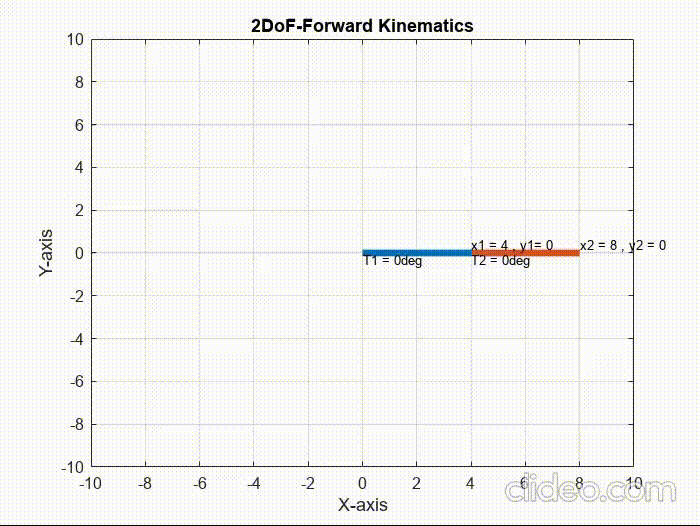 2DoF-Forward Kinematics
10
8
6
4
2
0
-2
-4
-6
-8
-10
Y-axis
x1 = 4 , y1= 0
x2 = 8 , y2 = 0
T1 = 0deg
T2 = 0deg
-10 -8 -6 -4 -2 0 2 4 6 8 10
X-axis
clideo.com